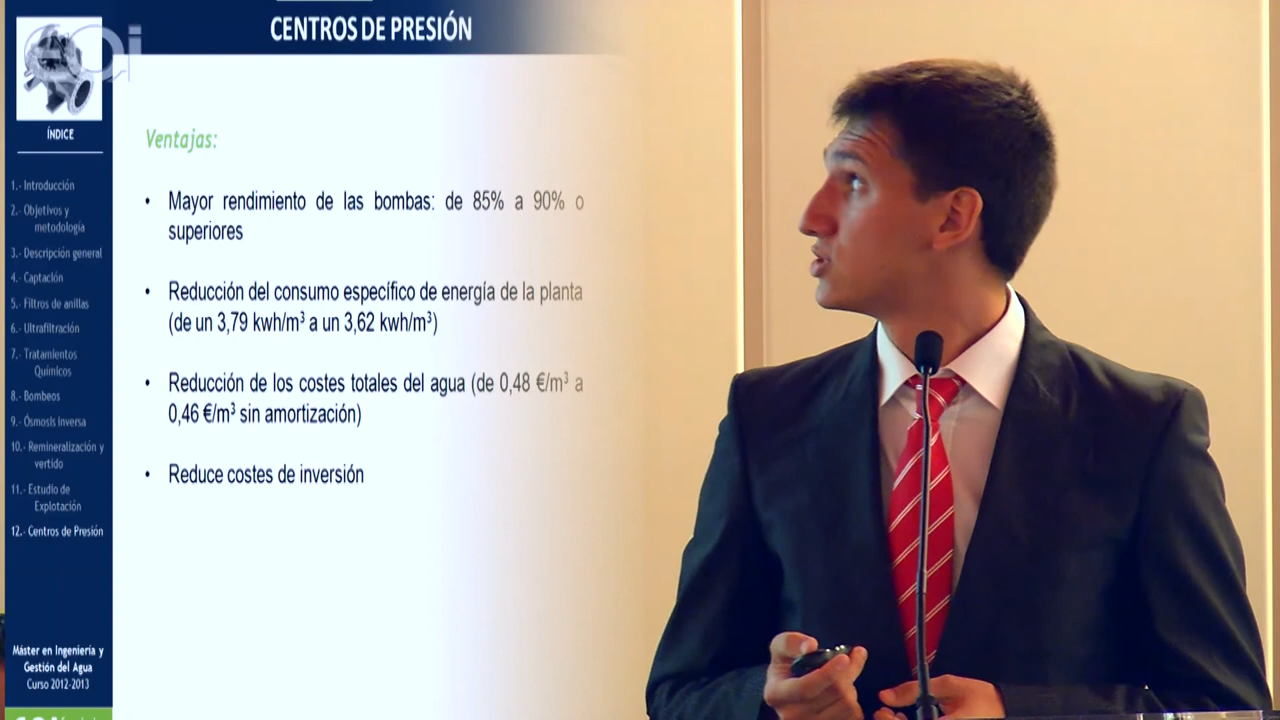 CENTROS DE PRESIÓN
eoi
ÍNDICE
1.- Introducción
2.- Objetivos y
metodología
3.- Descripción general
4.- Captación
5.- Filtros de anillas
6.- Ultrafiltración
7.- Tratamientos
Químicos
8.- Bombeos
9.- Ósmosis inversa
10.- Remineralización y
vertido
11.- Estudio de
Explotación
12.- Centros de Presión
Máster en Ingeniería y
Gestión del Agua
Curso 2012-2013
Ventajas:
• Mayor rendimiento de las bombas: de 85% a 90% o
superiores
• Reducción del consumo específico de energía de la planta
(de un 3,79 kwh/m³ a un 3,62 kwh/m³)
• Reducción de los costes totales del agua (de 0,48 €/m³ a
0,46 €/m³ sin amortización)
• Reduce costes de inversión